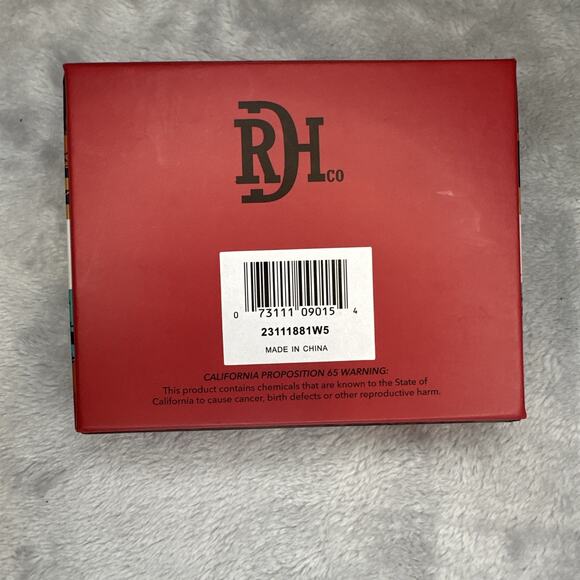 RDH CO
0 73111 09015 4
23111881W5
MADE IN CHINA
CALIFORNIA PROPOSITION 65 WARNING:
This product contains chemicals that are known to the State of
California to cause cancer, birth defects or other reproductive harm.